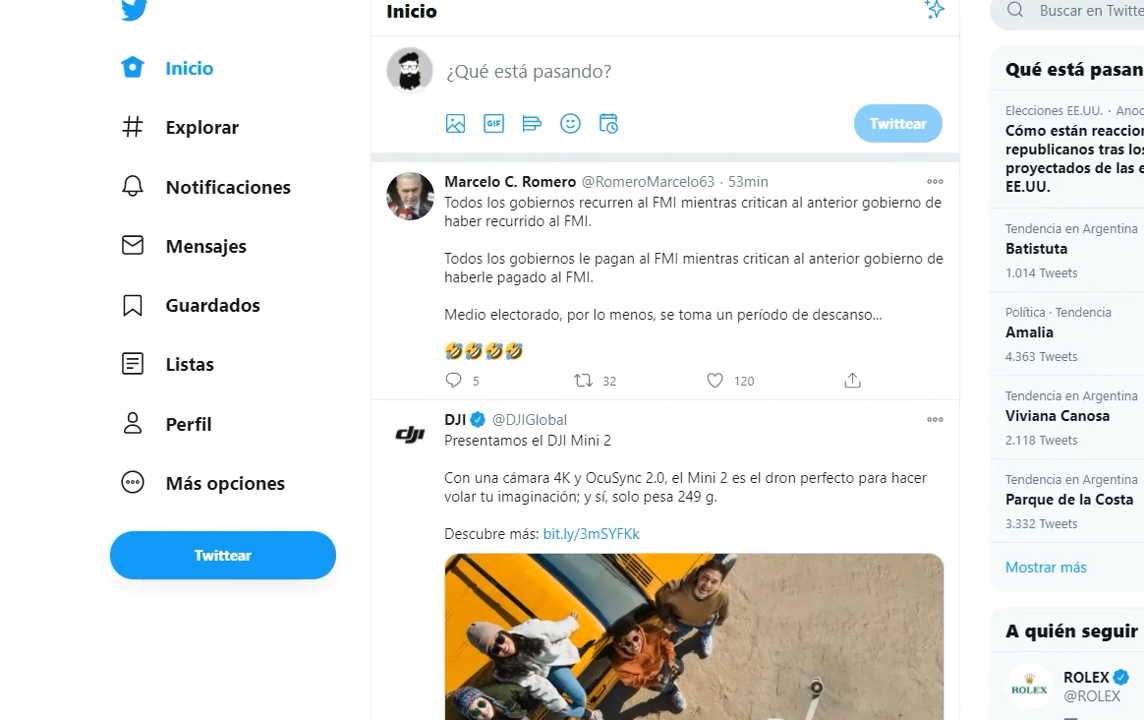 Inicio
Explorar
Notificaciones
Mensajes
Guardados
Listas
Perfil
Más opciones
Twittear
Inicio
¿Qué está pasando?
GIF
Twittear
Marcelo C. Romero @RomeroMarcelo63 · 53min
Todos los gobiernos recurren al FMI mientras critican al anterior gobierno de
haber recurrido al FMI.
Todos los gobiernos le pagan al FMI mientras critican al anterior gobierno de
haberle pagado al FMI.
Medio electorado, por lo menos, se toma un período de descanso...
🤣🤣🤣🤣
5 32 120
dji
DJI @DJIGlobal
Presentamos el DJI Mini 2
Con una cámara 4K y OcuSync 2.0, el Mini 2 es el dron perfecto para hacer
volar tu imaginación; y sí, solo pesa 249 g.
Descubre más: bit.ly/3mSYFKk
Buscar en Twitte
Qué está pasan
Elecciones EE.UU. · Anoc
Cómo están reaccion
republicanos tras los
proyectados de las e
EE.UU.
Tendencia en Argentina
Batistuta
1.014 Tweets
Política · Tendencia
Amalia
4.363 Tweets
Tendencia en Argentina
Viviana Canosa
2.118 Tweets
Tendencia en Argentina
Parque de la Costa
3.332 Tweets
Mostrar más
A quién seguir
ROLEX
ROLEX
@ROLEX